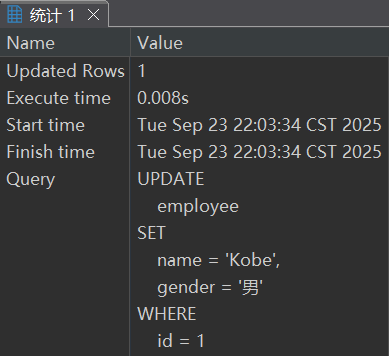 统计 1
Name Value
Updated Rows 1
Execute time 0.008s
Start time Tue Sep 23 22:03:34 CST 2025
Finish time Tue Sep 23 22:03:34 CST 2025
Query UPDATE
employee
SET
name = 'Kobe',
gender = '男'
WHERE
id = 1